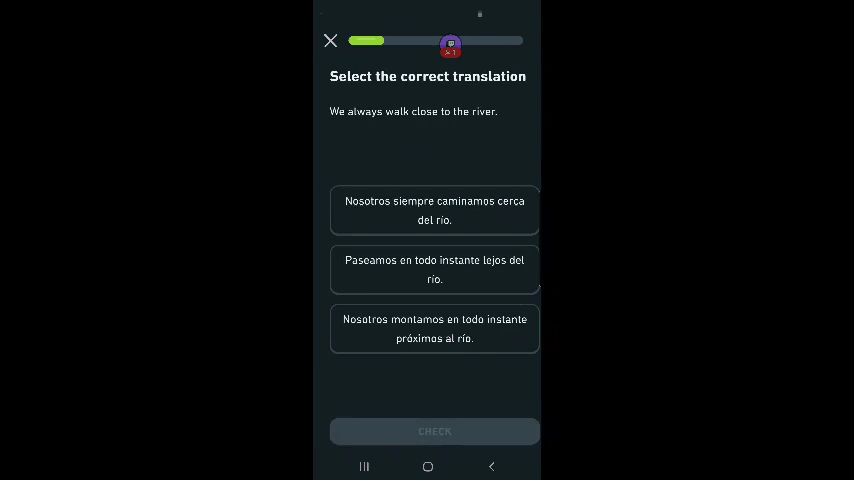 Select the correct translation
We always walk close to the river.
Nosotros siempre caminamos cerca
del río.
Paseamos en todo instante lejos del
río.
Nosotros montamos en todo instante
próximos al río.
CHECK